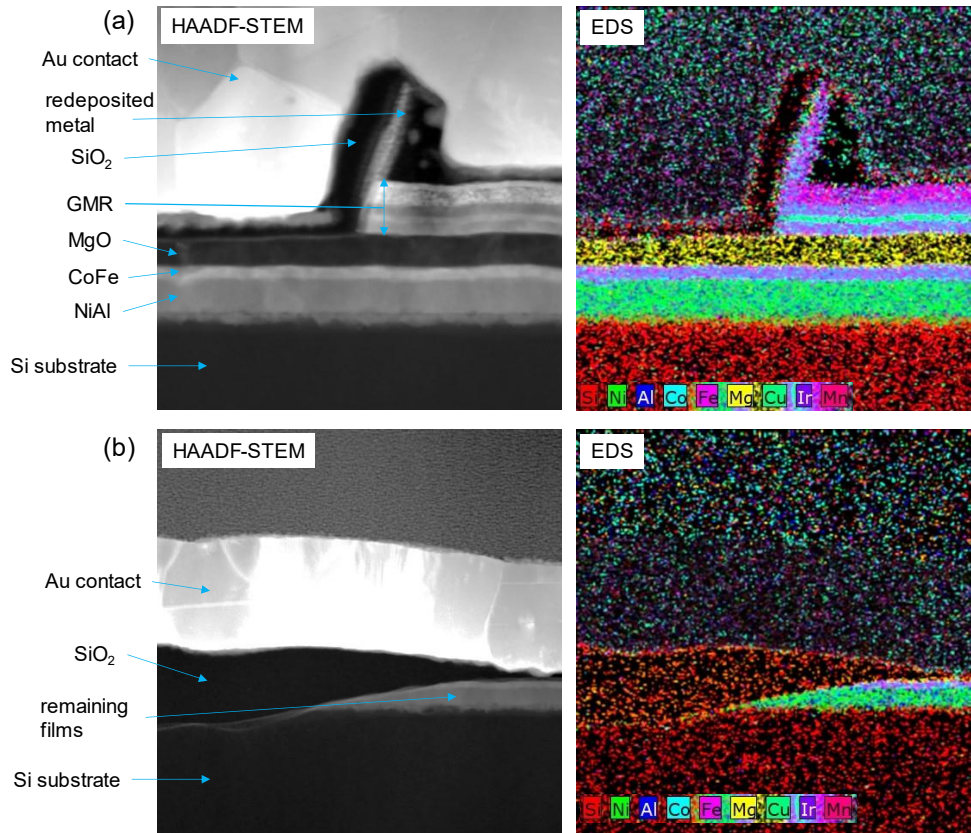 (a)
HAADF-STEM
EDS
Au contact
redeposited
metal
SiO₂
GMR
MgO
CoFe
NiAl
Si substrate
Si Ni Al Co Fe Mg Cu Ir Mn
(b)
HAADF-STEM
EDS
Au contact
SiO₂
remaining
films
Si substrate
Si Ni Al Co Fe Mg Cu Ir Mn